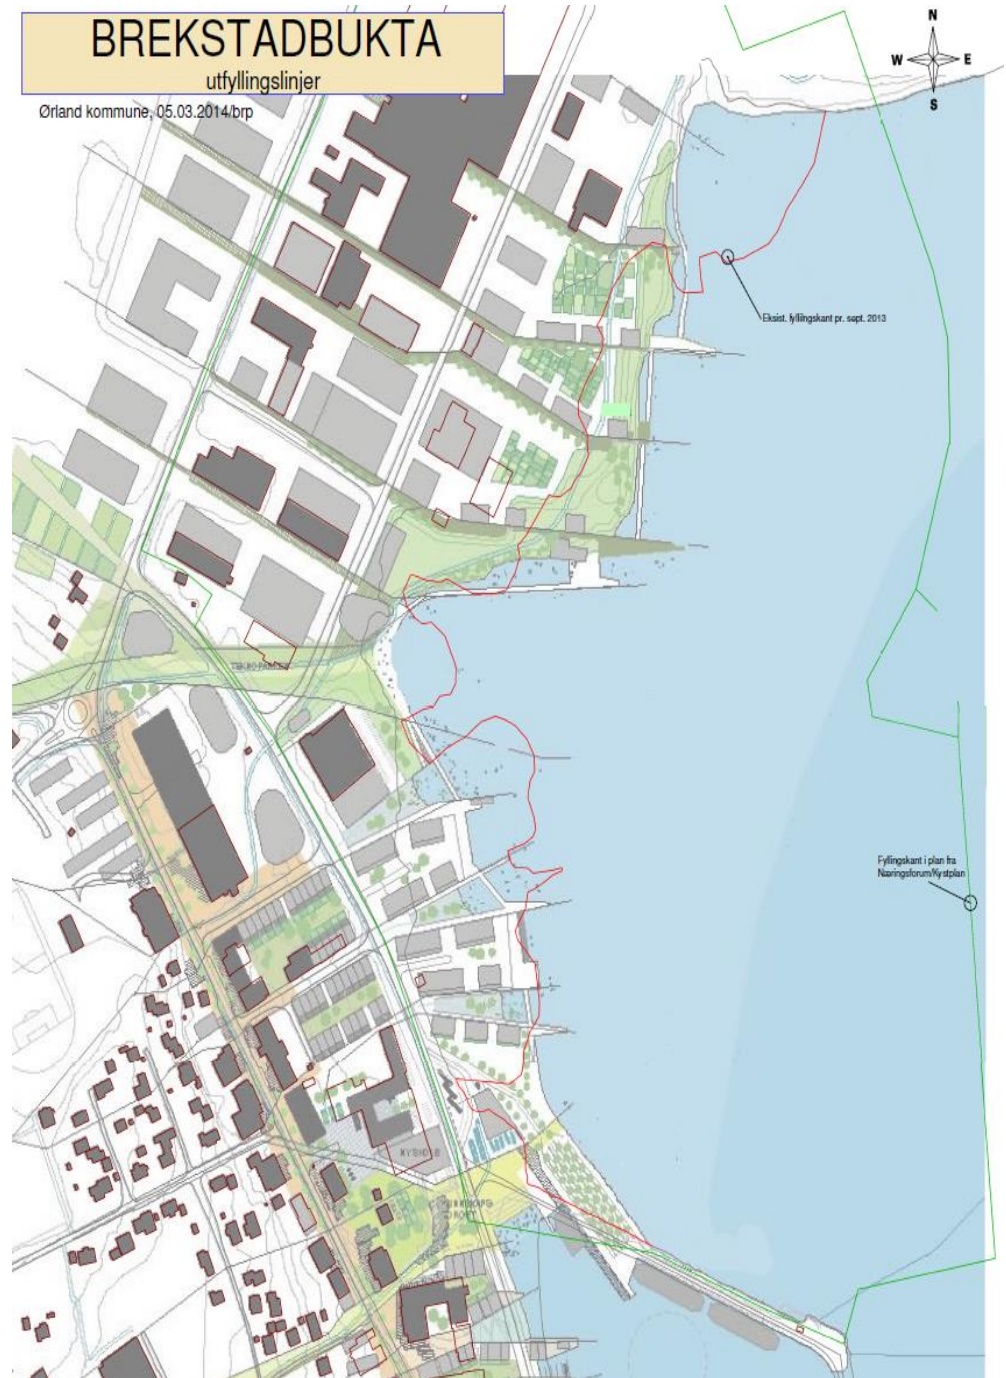 BREKSTADBUKTA
utfyllingslinjer
Ørland kommune, 05.03.2014/brp
N
W
E
S
Eksist. fyllingskant pr. sept. 2013
Fyllingskant i plan fra
Næringsforum/Kystplan